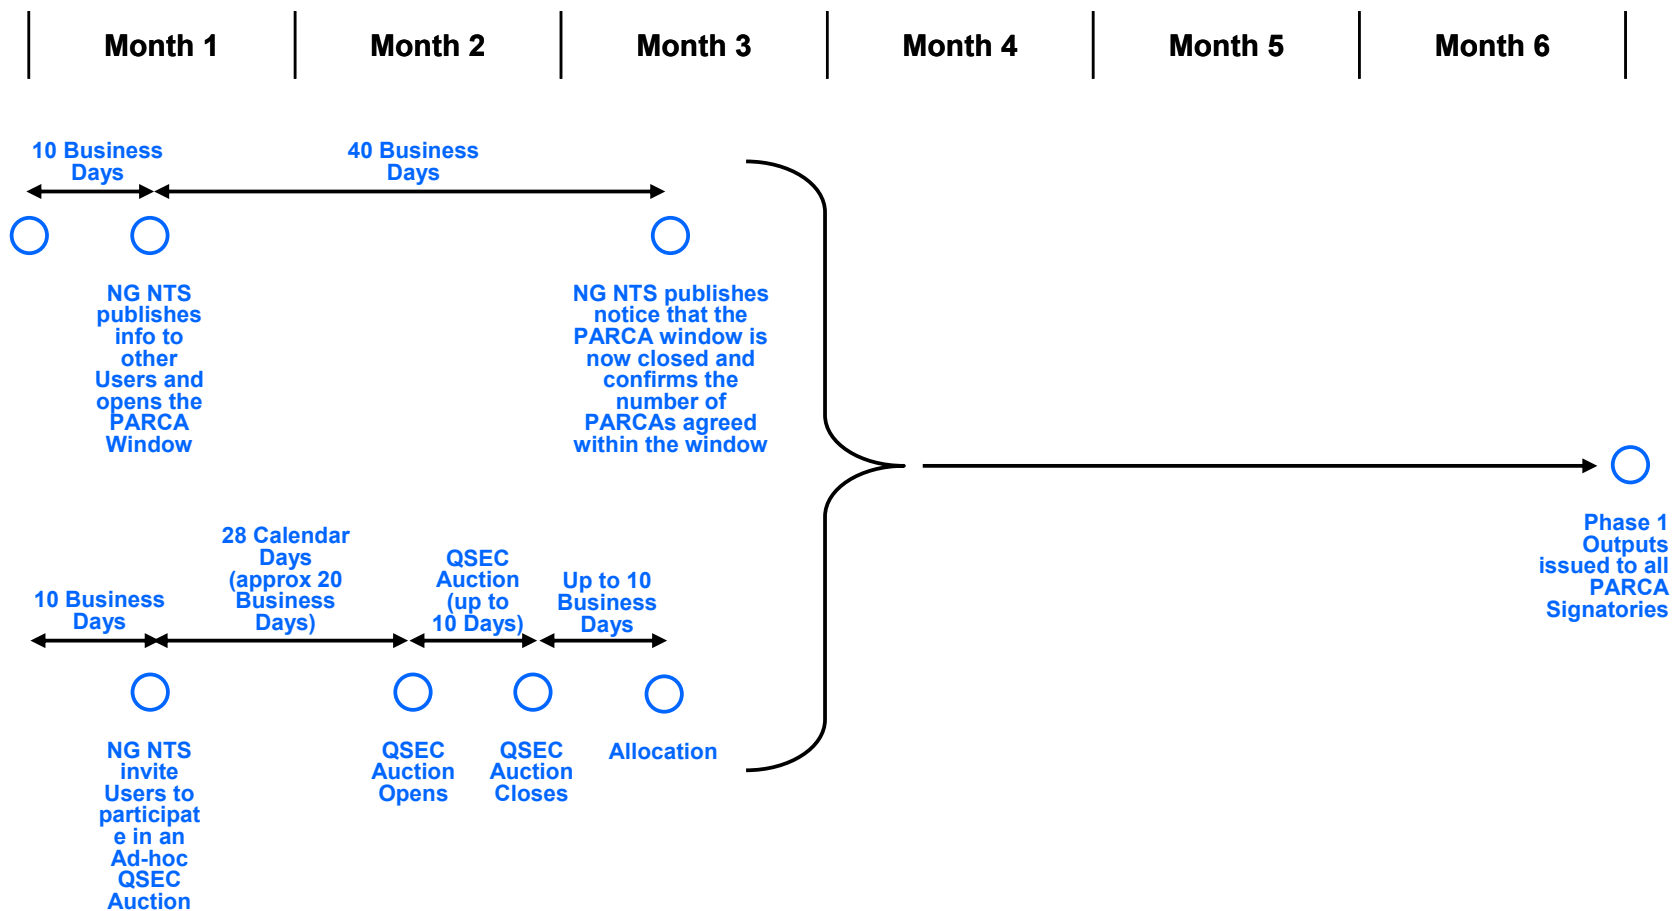 Month 1
Month 2
Month 3
Month 4
Month 5
Month 6
10 Business
Days
40 Business
Days
NG NTS
publishes
info to
other
Users and
opens the
PARCA
Window
NG NTS publishes
notice that the
PARCA window is
now closed and
confirms the
number of
PARCAs agreed
within the window
Phase 1
Outputs
issued to all
PARCA
Signatories
10 Business
Days
28 Calendar
Days
(approx 20
Business
Days)
QSEC
Auction
(up to
10 Days)
Up to 10
Business
Days
NG NTS
invite
Users to
participat
e in an
Ad-hoc
QSEC
Auction
QSEC
Auction
Opens
QSEC
Auction
Closes
Allocation